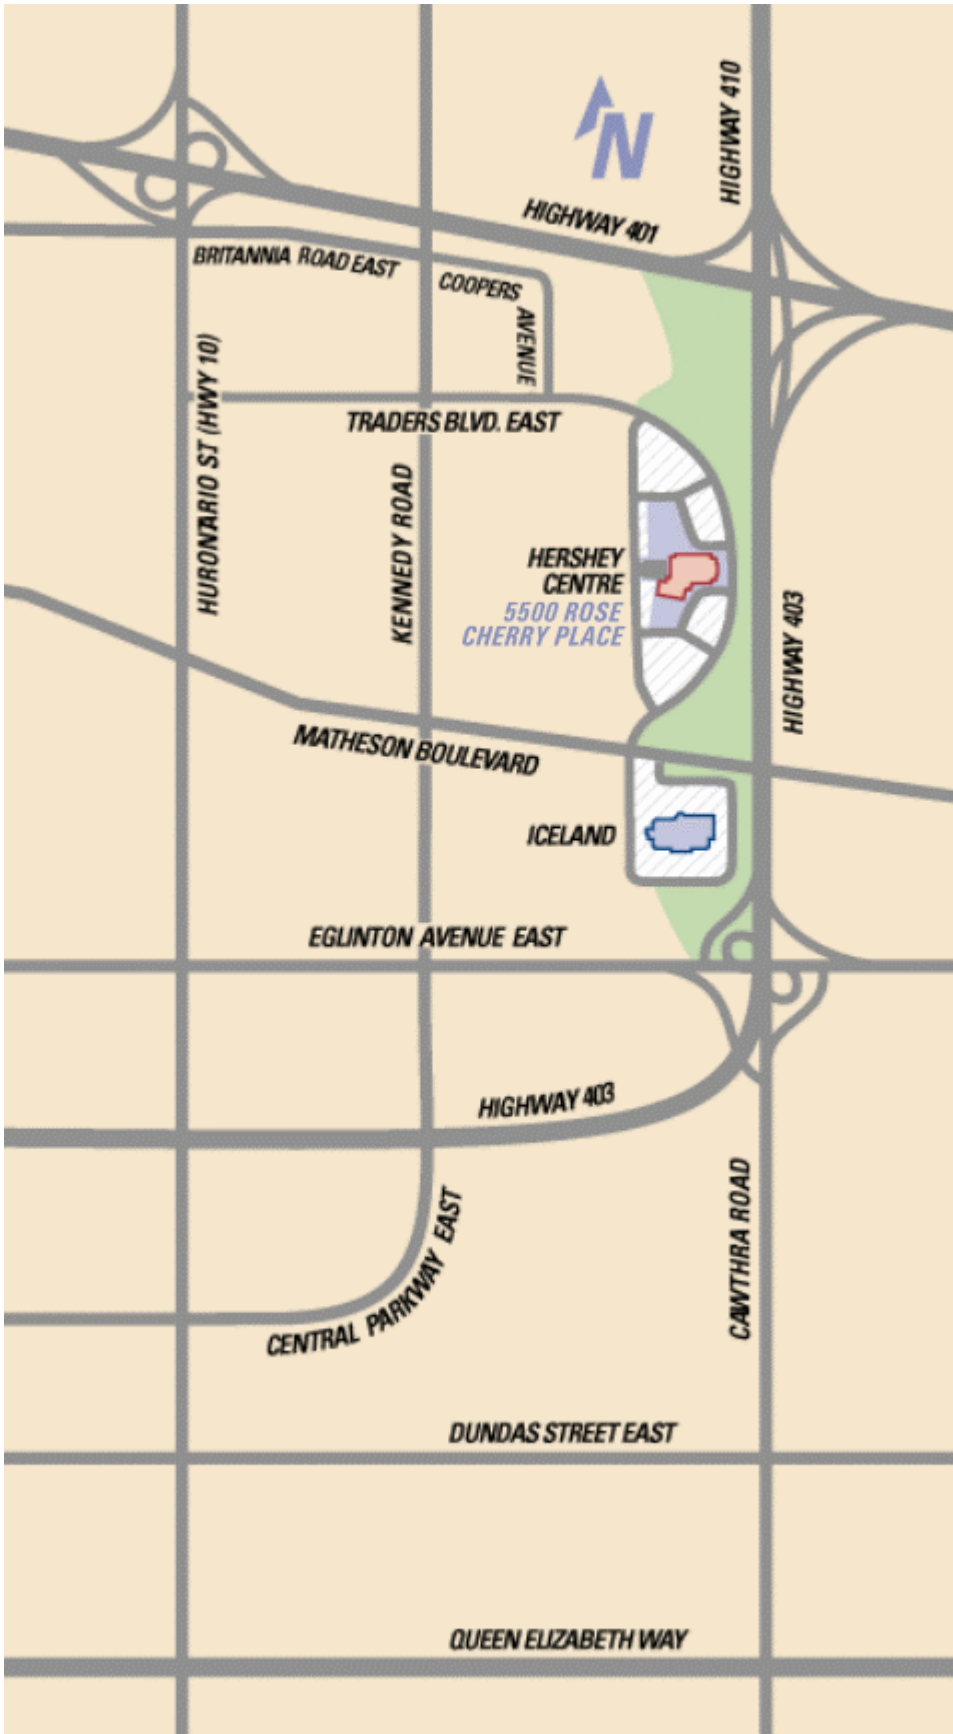 HIGHWAY 410
N
HIGHWAY 401
BRITANNIA ROAD EAST
COOPERS
AVENUE
HURONTARIO ST (HWY 10)
TRADERS BLVD. EAST
KENNEDY ROAD
HERSHEY
CENTRE
5500 ROSE
CHERRY PLACE
HIGHWAY 403
MATHESON BOULEVARD
ICELAND
EGLINTON AVENUE EAST
HIGHWAY 403
CAWTHRA ROAD
CENTRAL PARKWAY EAST
DUNDAS STREET EAST
QUEEN ELIZABETH WAY